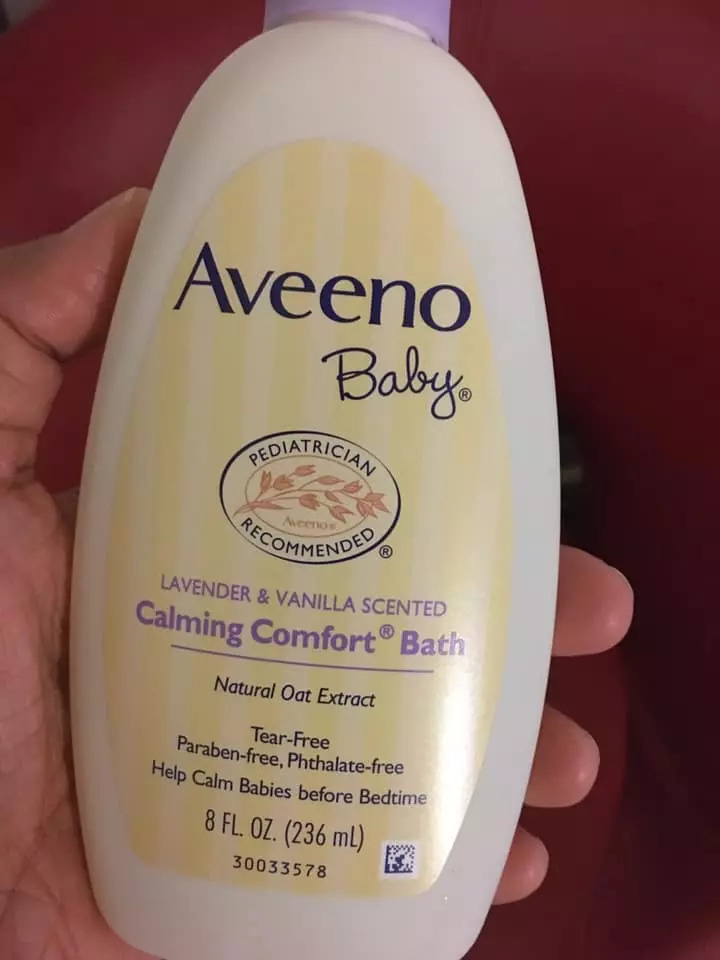 Aveeno
Baby®
PEDIATRICIAN
Aveeno®
RECOMMENDED®
LAVENDER & VANILLA SCENTED
Calming Comfort® Bath
Natural Oat Extract
Tear-Free
Paraben-free, Phthalate-free
Help Calm Babies before Bedtime
8 FL. OZ. (236 mL)
30033578